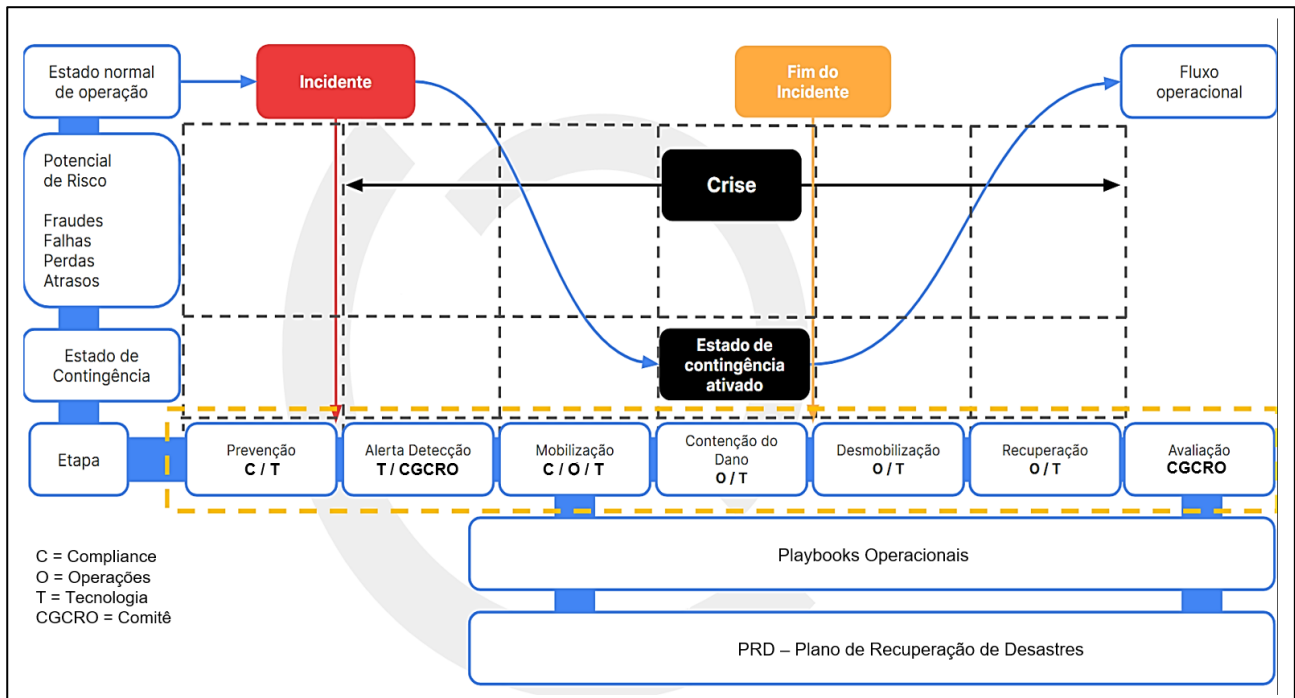 Estado normal
de operação
Incidente
Fim do
Incidente
Fluxo
operacional
Potencial
de Risco
Fraudes
Falhas
Perdas
Atrasos
Crise
Estado de
Contingência
Estado de
contingência
ativado
Etapa
Prevenção
C / T
Alerta Detecção
T / CGCRO
Mobilização
C / O / T
Contenção do
Dano
O / T
Desmobilização
O / T
Recuperação
O / T
Avaliação
CGCRO
C = Compliance
O = Operações
T = Tecnologia
CGCRO = Comitê
Playbooks Operacionais
PRD – Plano de Recuperação de Desastres